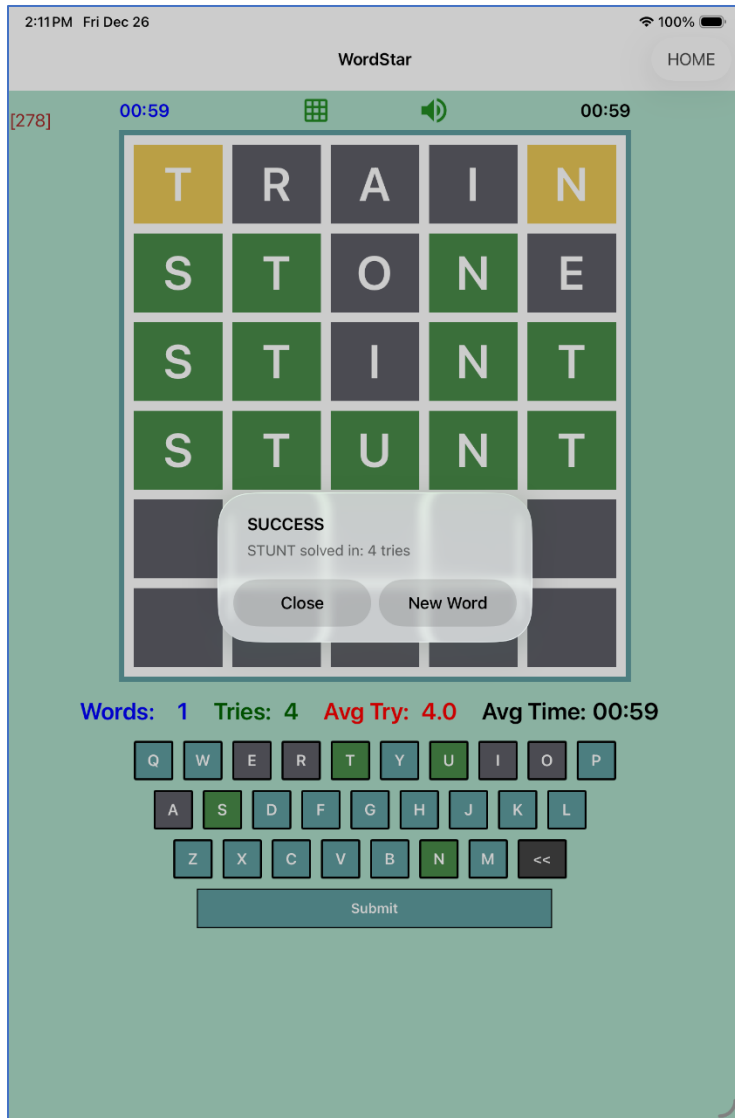 2:11 PM Fri Dec 26 100%
WordStar HOME
[278] 00:59 00:59
T R A I N
S T O N E
S T I N T
S T U N T
SUCCESS
STUNT solved in: 4 tries
Close New Word
Words: 1 Tries: 4 Avg Try: 4.0 Avg Time: 00:59
Q W E R T Y U I O P
A S D F G H J K L
Z X C V B N M <<
Submit